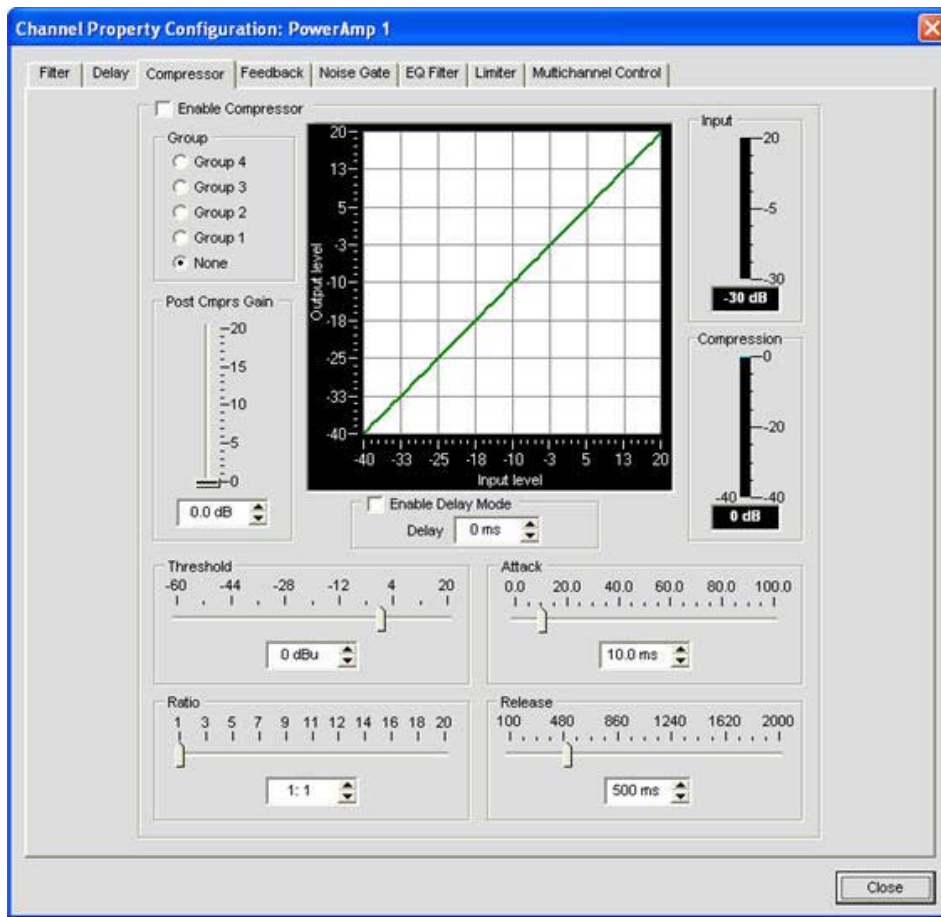 Channel Property Configuration: PowerAmp 1
Filter Delay Compressor Feedback Noise Gate EQ Filter Limiter Multichannel Control
Enable Compressor
Group
Group 4
Group 3
Group 2
Group 1
None
Post Cmprs Gain
20
15
10
5
0
0.0 dB
Output level
20
13
5
-3
-10
-18
-25
-33
-40
-40 -33 -25 -18 -10 -3 5 13 20
Input level
Enable Delay Mode
Delay 0 ms
Input
20
-5
-30
-30 dB
Compression
0
-20
-40 -40
0 dB
Threshold
-60 -44 -28 -12 4 20
0 dBu
Attack
0.0 20.0 40.0 60.0 80.0 100.0
10.0 ms
Ratio
1 3 5 7 9 11 12 14 16 18 20
1: 1
Release
100 480 860 1240 1620 2000
500 ms
Close